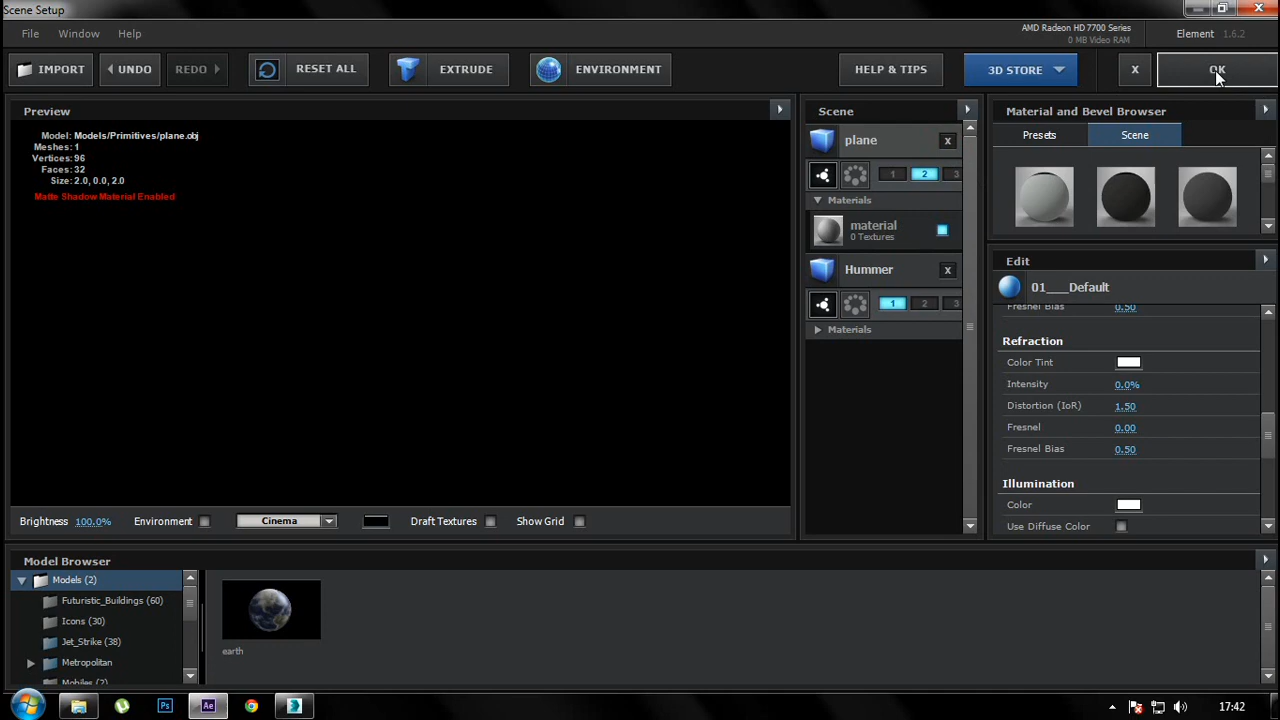 Scene Setup
File Window Help
AMD Radeon HD 7700 Series
0 MB Video RAM
Element 1.6.2
IMPORT UNDO REDO RESET ALL EXTRUDE ENVIRONMENT HELP & TIPS 3D STORE X OK
Preview
Model: Models/Primitives/plane.obj
Meshes: 1
Vertices: 96
Faces: 32
Size: 2.0, 0.0, 2.0
Matte Shadow Material Enabled
Brightness 100.0% Environment Cinema Draft Textures Show Grid
Scene
plane X
1 2 3
Materials
material
0 Textures
Hummer X
1 2 3
Materials
Material and Bevel Browser
Presets Scene
Edit
01___Default
Fresnel Bias 0.50
Refraction
Color Tint
Intensity 0.0%
Distortion (IoR) 1.50
Fresnel 0.00
Fresnel Bias 0.50
Illumination
Color
Use Diffuse Color
Model Browser
Models (2)
Futuristic_Buildings (60)
Icons (30)
Jet_Strike (38)
Metropolitan
Mobiles (2)
earth
Ps Ae
17:42